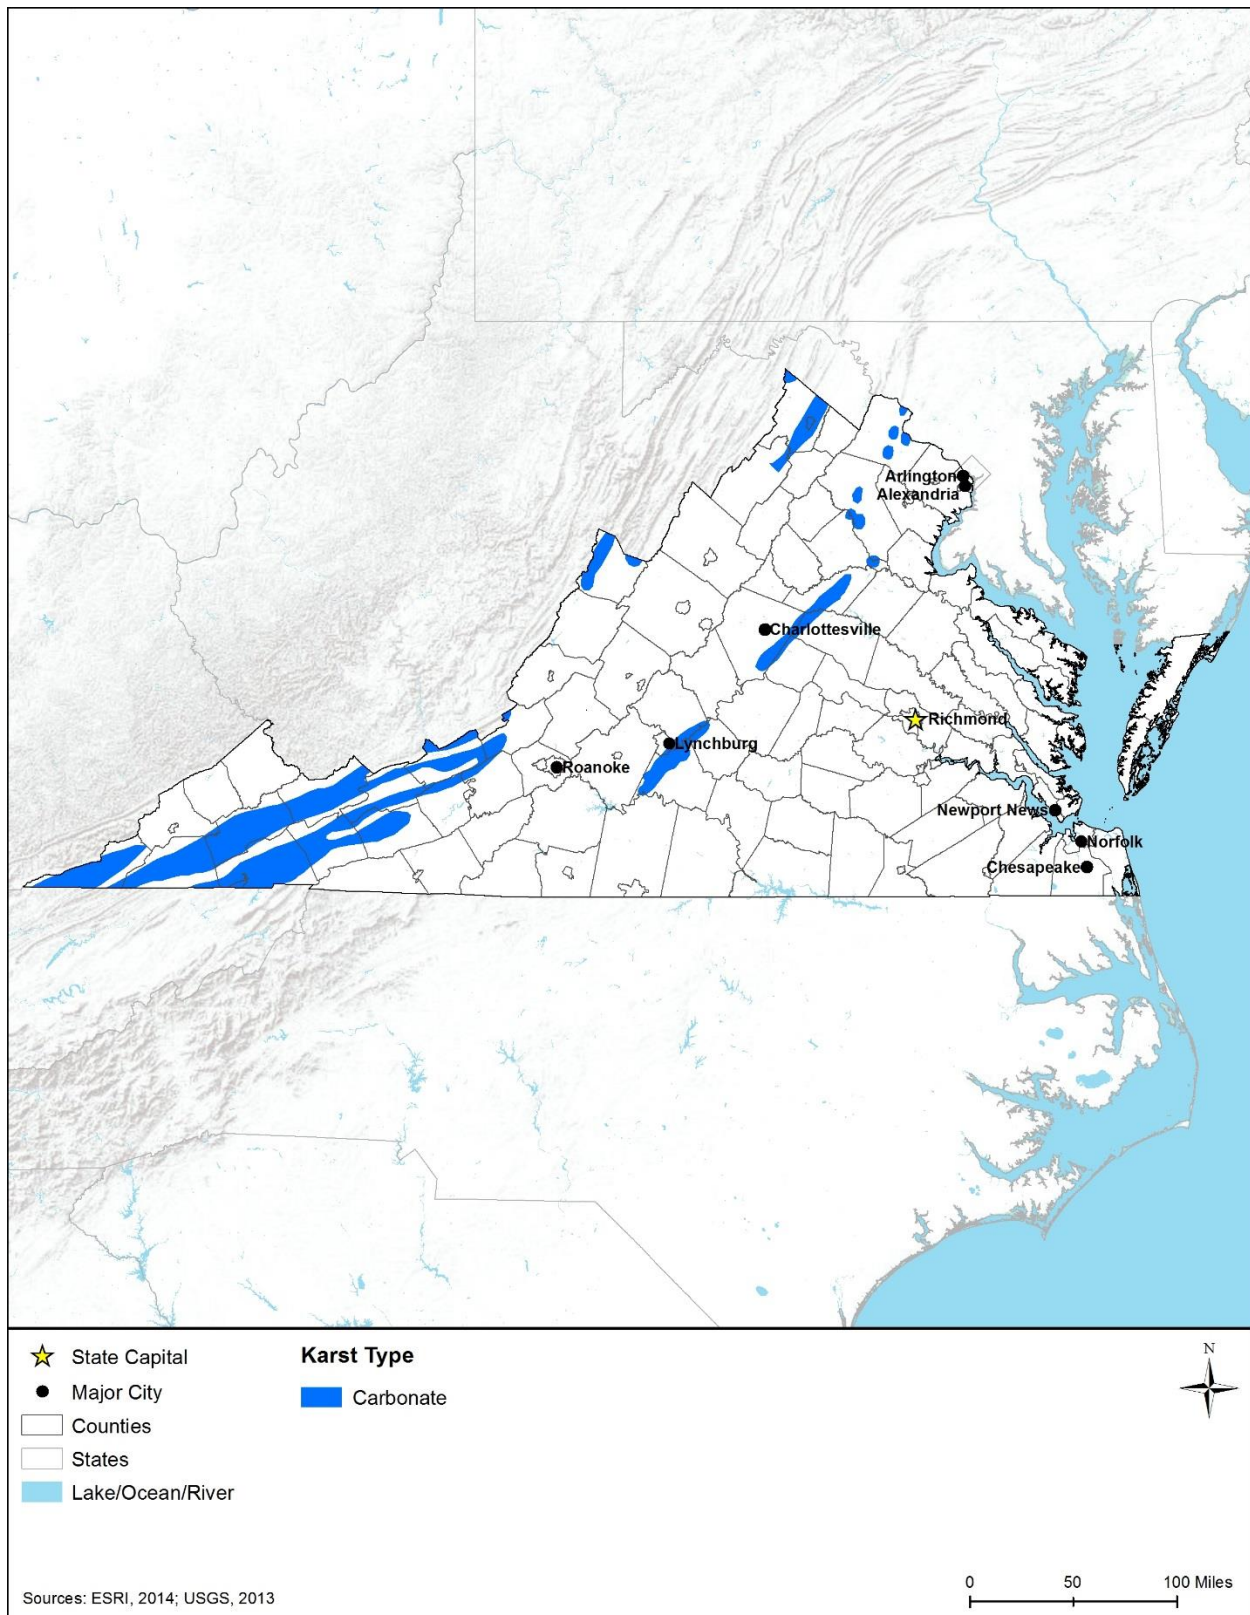 Arlington
Alexandria
Charlottesville
Richmond
Lynchburg
Roanoke
Newport News
Norfolk
Chesapeake
State Capital
Major City
Counties
States
Lake/Ocean/River
Karst Type
Carbonate
N
Sources: ESRI, 2014; USGS, 2013
0 50 100 Miles